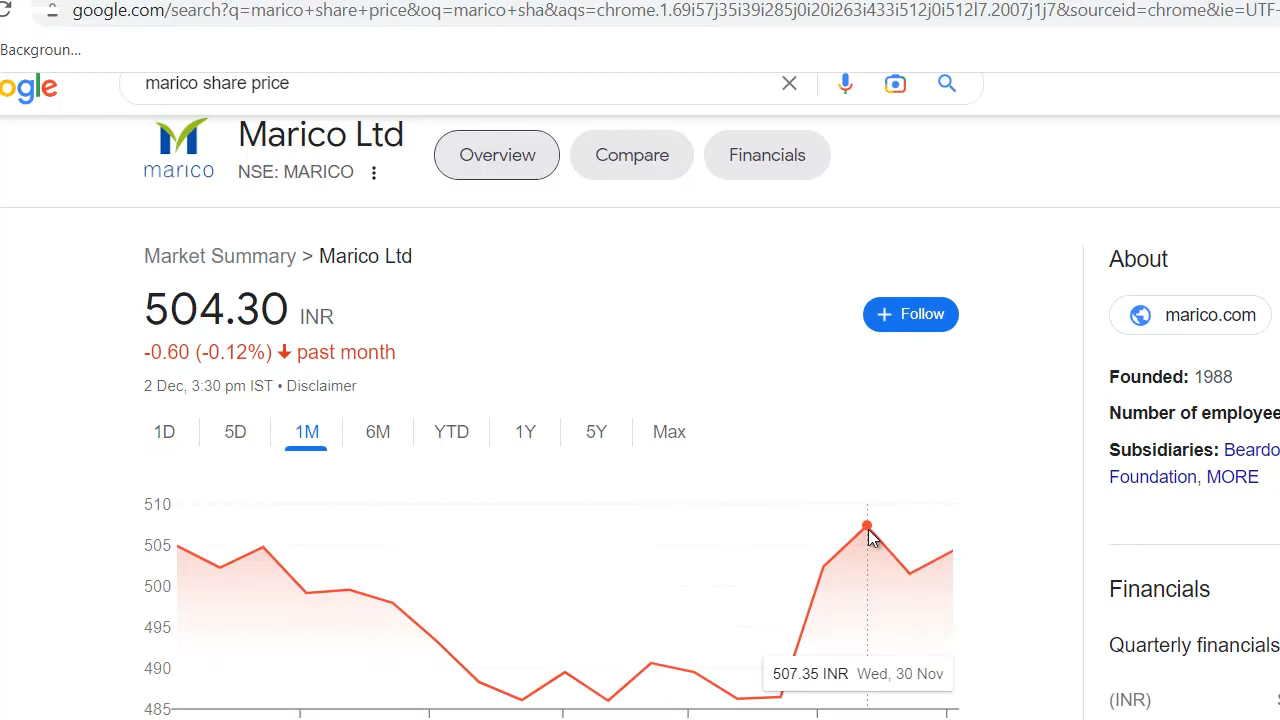 google.com/search?q=marico+share+price&oq=marico+sha&aqs=chrome.1.69i57j35i39i285j0i20i263i433i512j0i512l7.2007j1j7&sourceid=chrome&ie=UTF-
Backgroun...
ogle
marico share price
marico
Marico Ltd
NSE: MARICO
Overview
Compare
Financials
Market Summary > Marico Ltd
504.30 INR
+ Follow
-0.60 (-0.12%) past month
2 Dec, 3:30 pm IST • Disclaimer
1D
5D
1M
6M
YTD
1Y
5Y
Max
510
505
500
495
490
485
507.35 INR Wed, 30 Nov
About
marico.com
Founded: 1988
Number of employee
Subsidiaries: Beardo
Foundation, MORE
Financials
Quarterly financials
(INR)